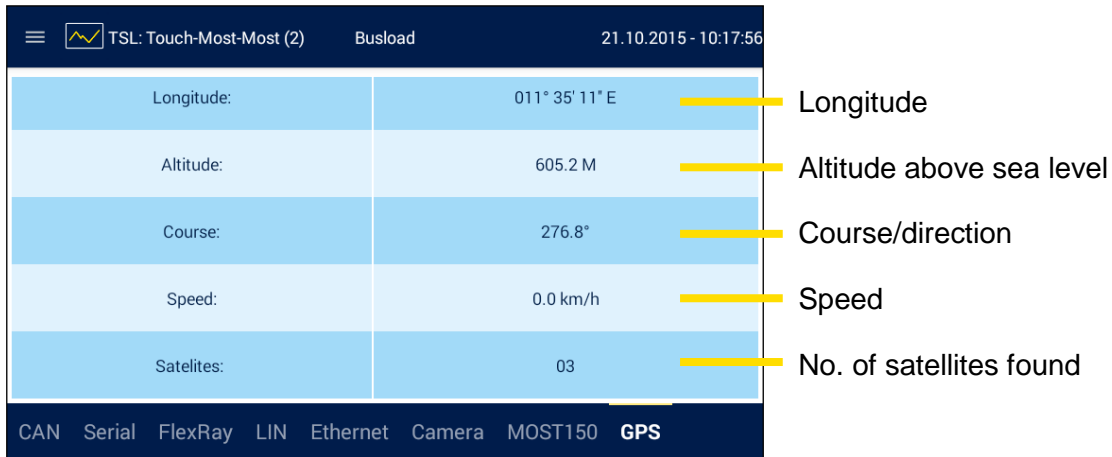 TSL: Touch-Most-Most (2) Busload 21.10.2015 - 10:17:56
Longitude: 011° 35' 11" E Longitude
Altitude: 605.2 M Altitude above sea level
Course: 276.8° Course/direction
Speed: 0.0 km/h Speed
Satelites: 03 No. of satellites found
CAN Serial FlexRay LIN Ethernet Camera MOST150 GPS